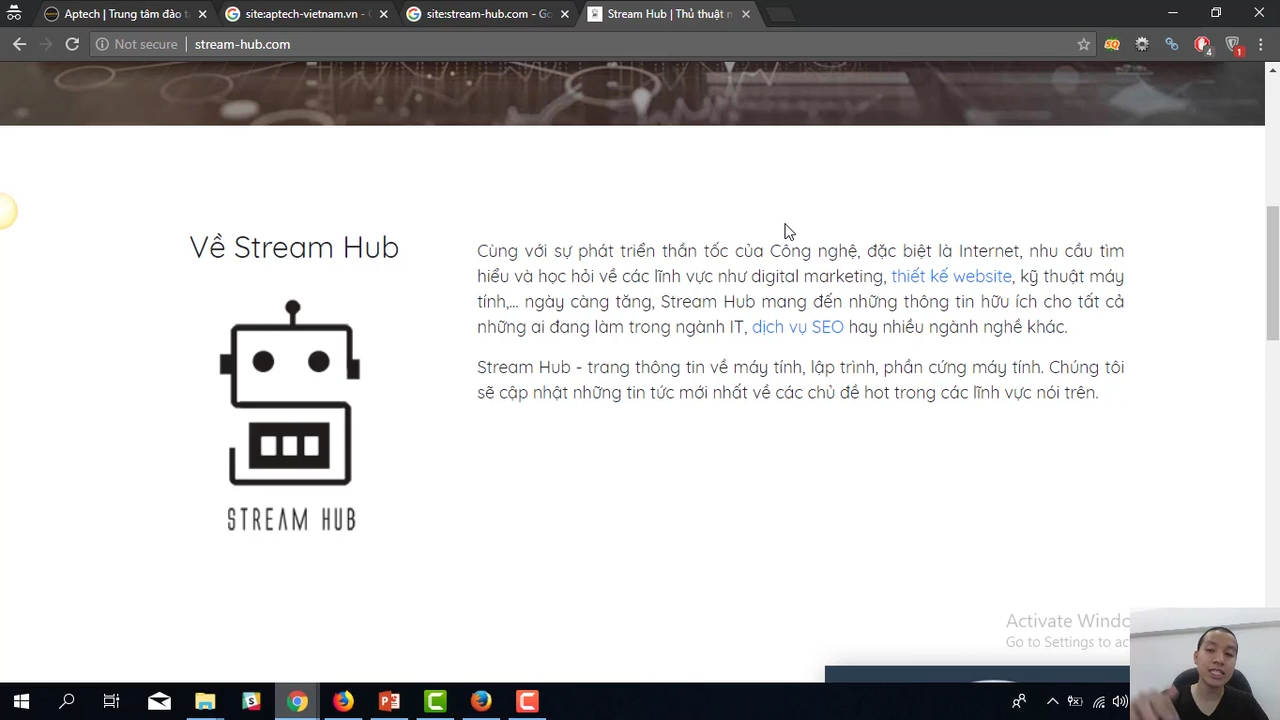 Aptech | Trung tâm đào tạ
site:aptech-vietrem.vn - G
site:stream-hub.com - Go
Stream Hub | Thủ thuật m
Not secure
stream-hub.com
4
1
Về Stream Hub
Cùng với sự phát triển thần tốc của Công nghệ, đặc biệt là Internet, nhu cầu tìm
hiểu và học hỏi về các lĩnh vực như digital marketing, thiết kế website, kỹ thuật máy
tính,... ngày càng tăng, Stream Hub mang đến những thông tin hữu ích cho tất cả
những ai đang làm trong ngành IT, dịch vụ SEO hay nhiều ngành nghề khác.
Stream Hub - trang thông tin về máy tính, lập trình, phần cứng máy tính. Chúng tôi
sẽ cập nhật những tin tức mới nhất về các chủ đề hot trong các lĩnh vực nói trên.
STREAM HUB
Activate Windo
Go to Settings to ac